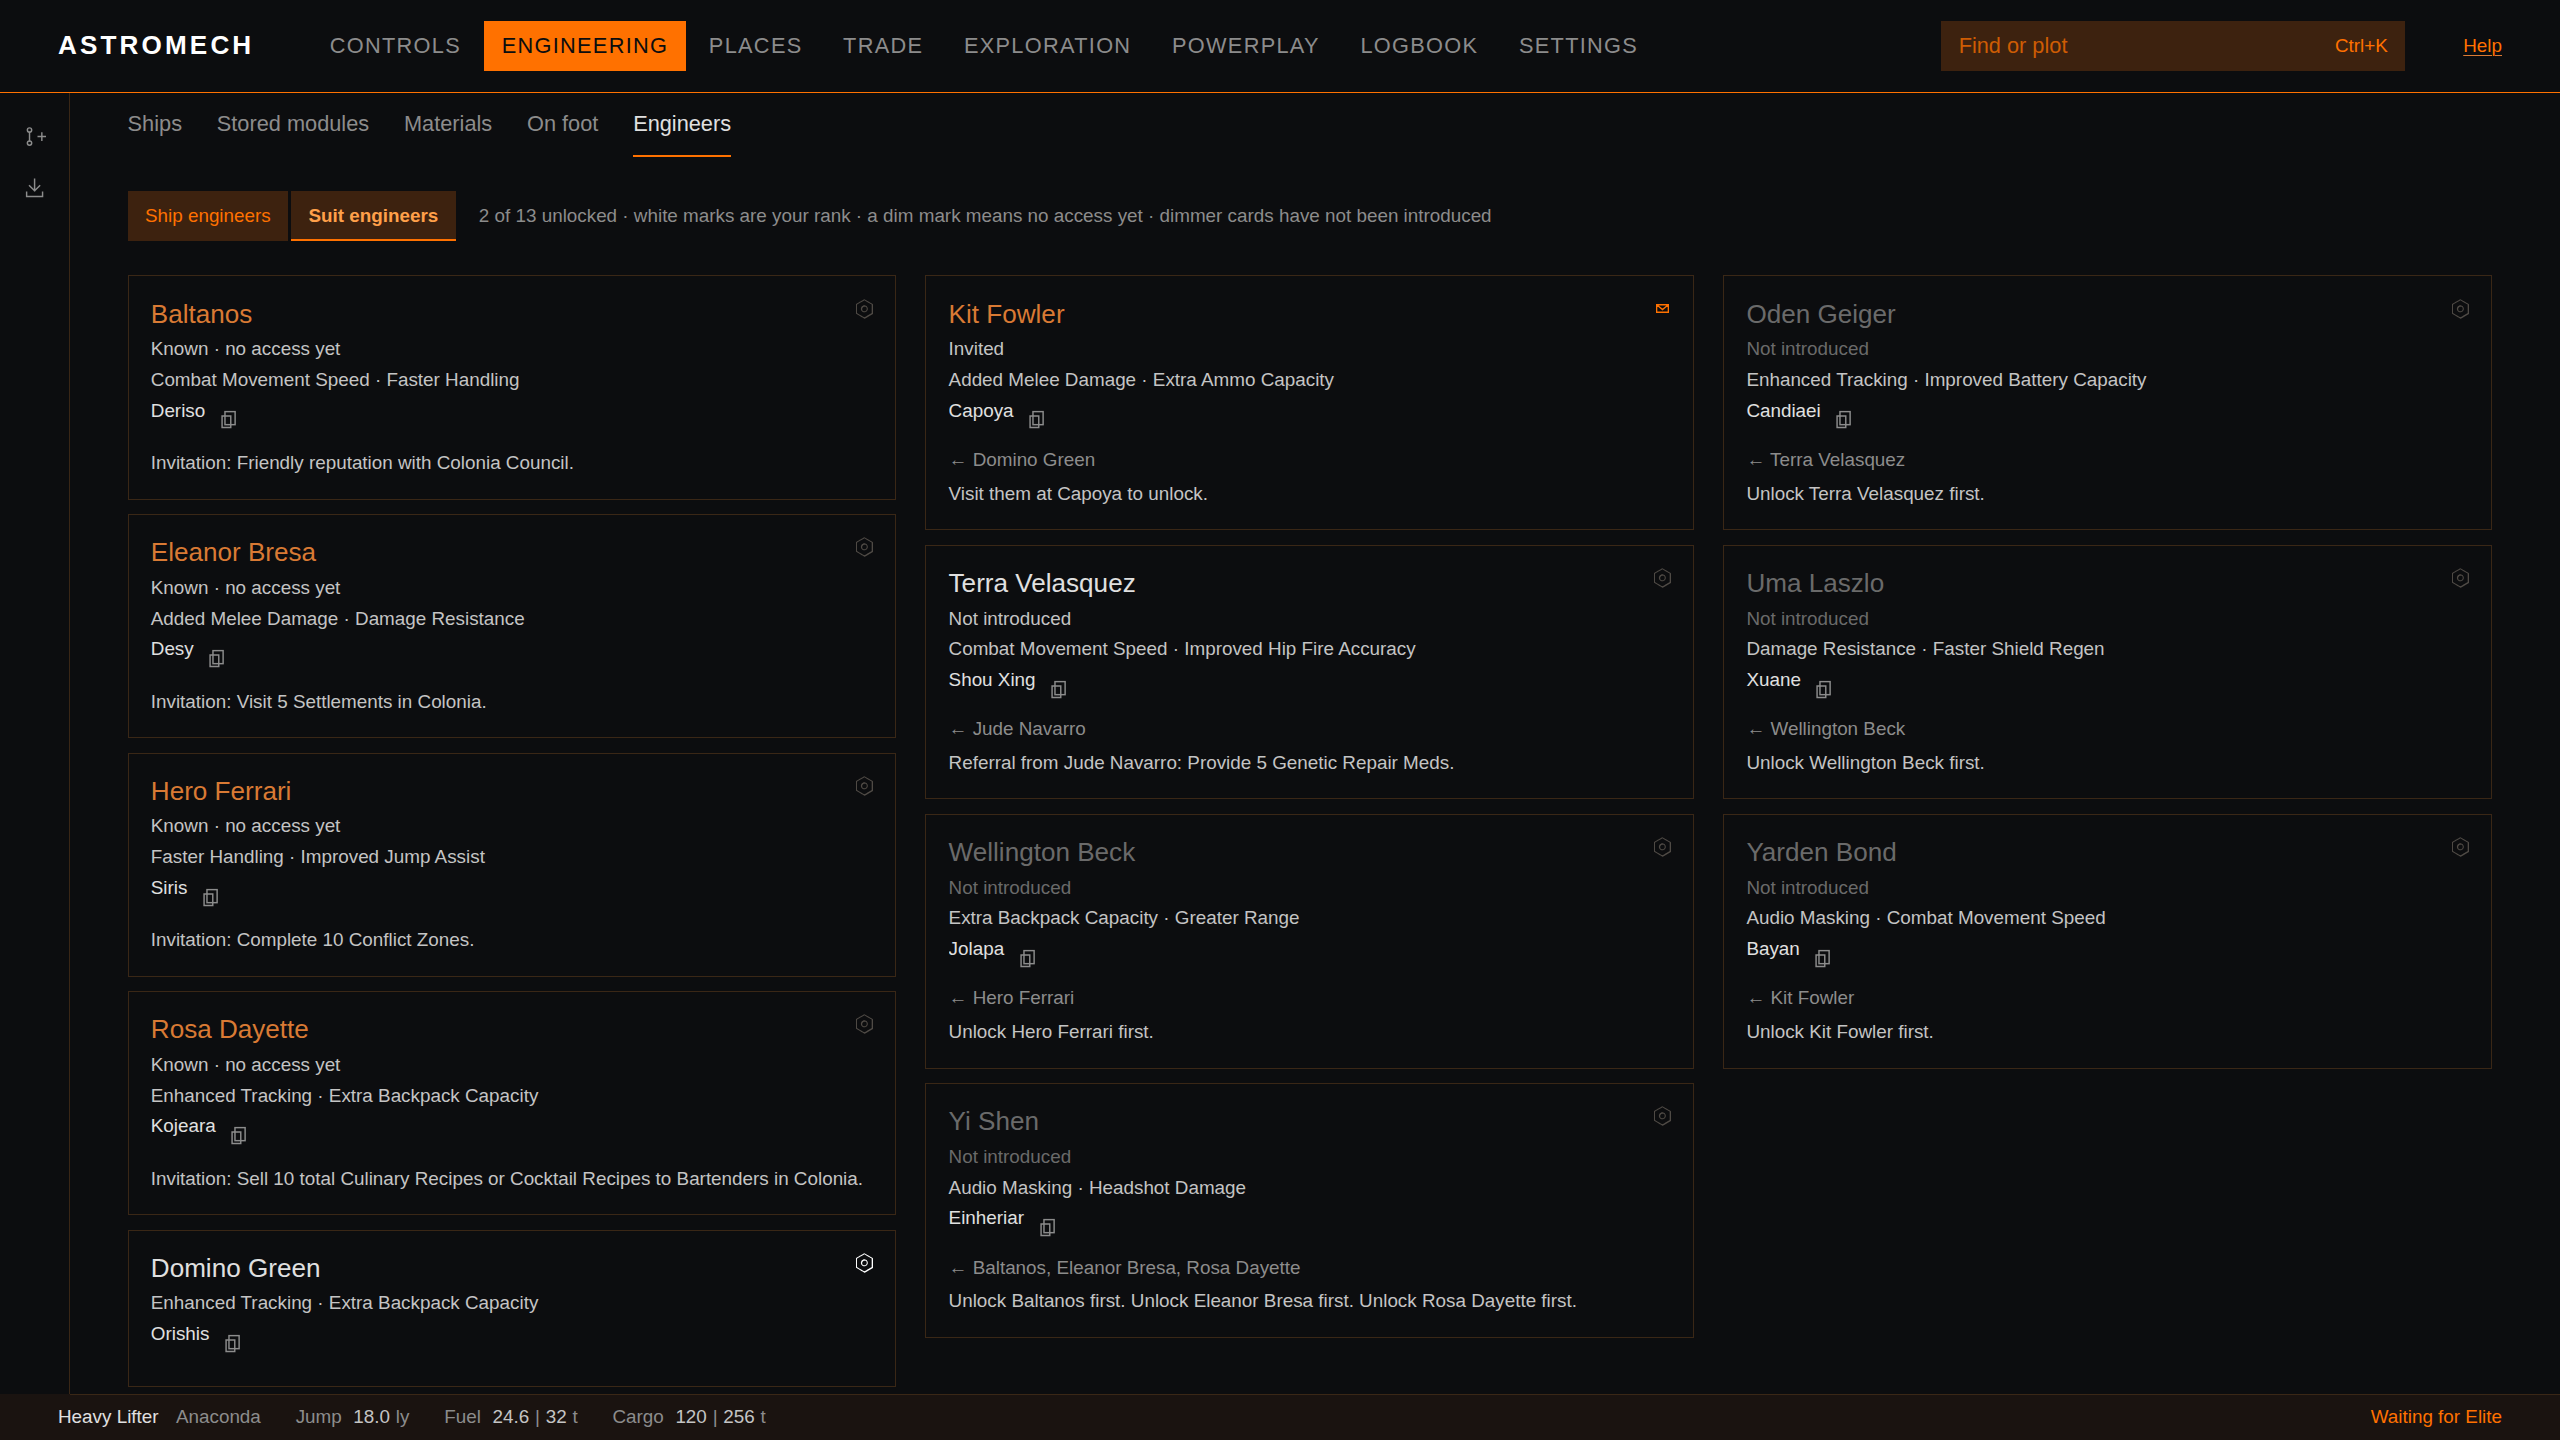 ASTROMECH CONTROLS ENGINEERING PLACES TRADE EXPLORATION POWERPLAY LOGBOOK SETTINGS Find or plot Ctrl+K Help
Ships Stored modules Materials On foot Engineers
Ship engineers Suit engineers 2 of 13 unlocked · white marks are your rank · a dim mark means no access yet · dimmer cards have not been introduced
Baltanos
Known · no access yet
Combat Movement Speed · Faster Handling
Deriso
Invitation: Friendly reputation with Colonia Council.
Eleanor Bresa
Known · no access yet
Added Melee Damage · Damage Resistance
Desy
Invitation: Visit 5 Settlements in Colonia.
Hero Ferrari
Known · no access yet
Faster Handling · Improved Jump Assist
Siris
Invitation: Complete 10 Conflict Zones.
Rosa Dayette
Known · no access yet
Enhanced Tracking · Extra Backpack Capacity
Kojeara
Invitation: Sell 10 total Culinary Recipes or Cocktail Recipes to Bartenders in Colonia.
Domino Green
Enhanced Tracking · Extra Backpack Capacity
Orishis
Kit Fowler
Invited
Added Melee Damage · Extra Ammo Capacity
Capoya
← Domino Green
Visit them at Capoya to unlock.
Terra Velasquez
Not introduced
Combat Movement Speed · Improved Hip Fire Accuracy
Shou Xing
← Jude Navarro
Referral from Jude Navarro: Provide 5 Genetic Repair Meds.
Wellington Beck
Not introduced
Extra Backpack Capacity · Greater Range
Jolapa
← Hero Ferrari
Unlock Hero Ferrari first.
Yi Shen
Not introduced
Audio Masking · Headshot Damage
Einheriar
← Baltanos, Eleanor Bresa, Rosa Dayette
Unlock Baltanos first. Unlock Eleanor Bresa first. Unlock Rosa Dayette first.
Oden Geiger
Not introduced
Enhanced Tracking · Improved Battery Capacity
Candiaei
← Terra Velasquez
Unlock Terra Velasquez first.
Uma Laszlo
Not introduced
Damage Resistance · Faster Shield Regen
Xuane
← Wellington Beck
Unlock Wellington Beck first.
Yarden Bond
Not introduced
Audio Masking · Combat Movement Speed
Bayan
← Kit Fowler
Unlock Kit Fowler first.
Heavy Lifter Anaconda Jump 18.0 ly Fuel 24.6 | 32 t Cargo 120 | 256 t Waiting for Elite